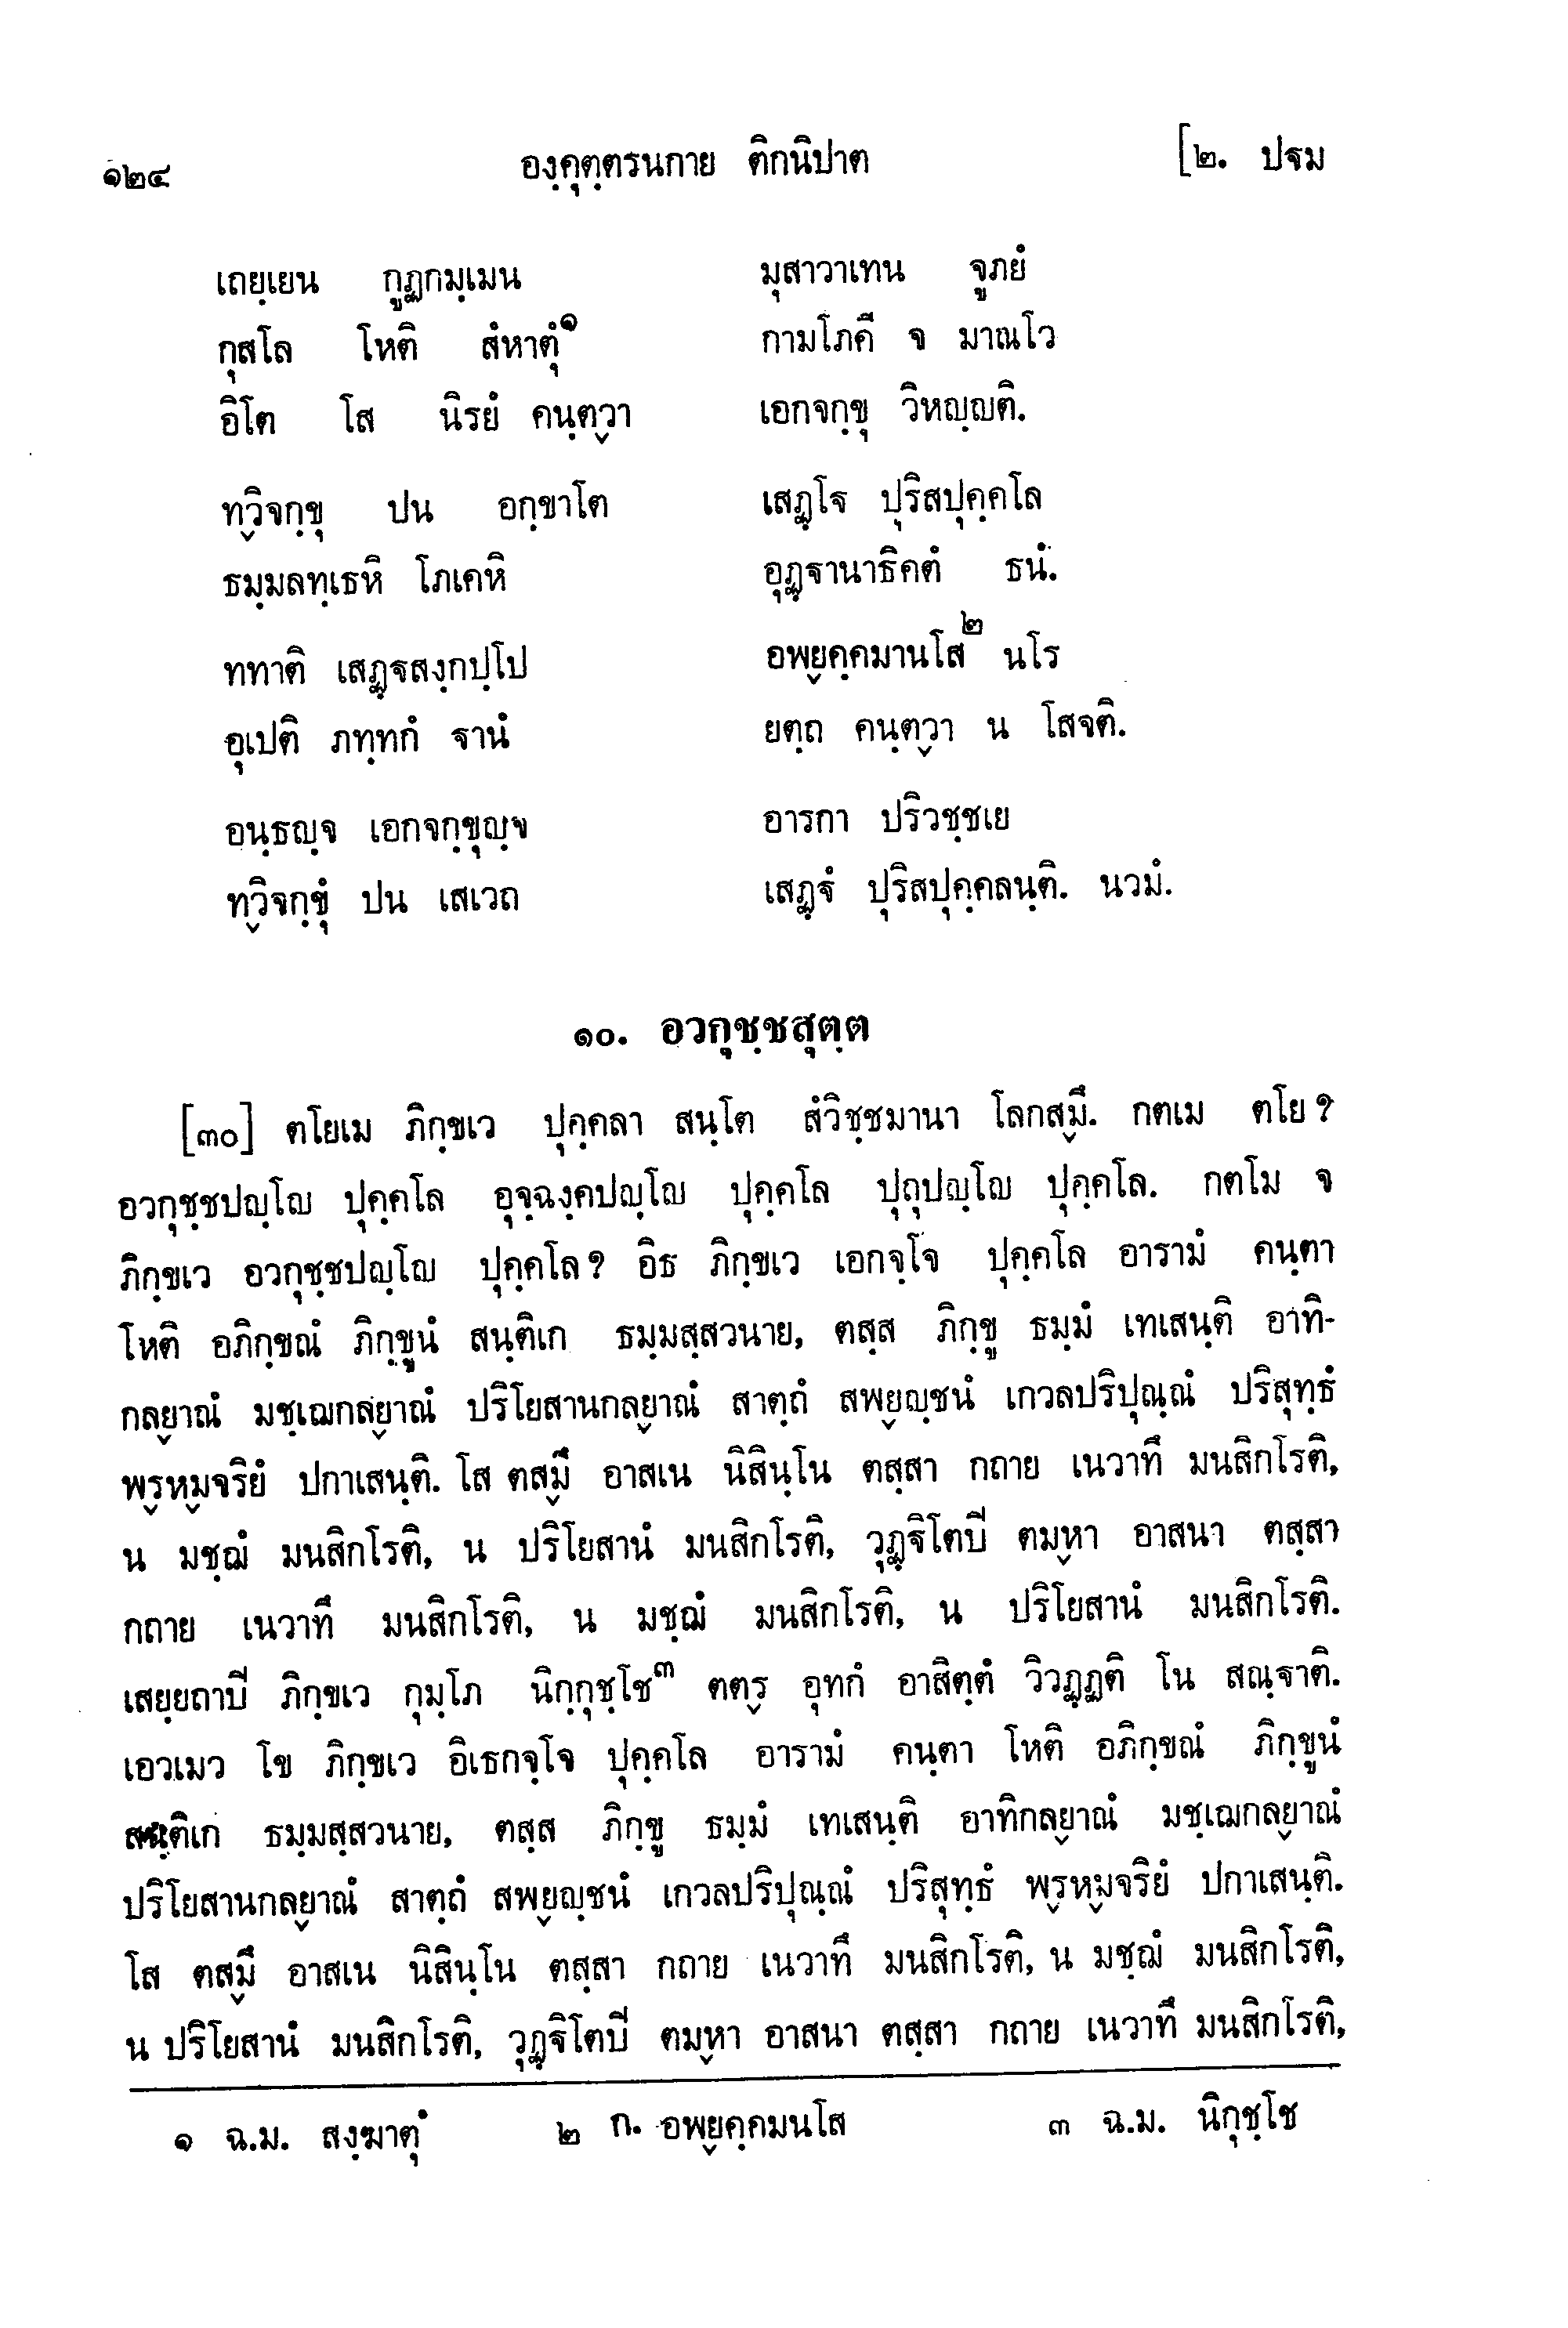 ๑๒๔ องฺคุตฺตรนกาย ติกนิปาต [๒. ปฐม
เถยฺเยน กูฏกมฺเมน มุสาวาเทน จูภยํ
กุสโล โหติ สํหาตุํ๑ กามโภคี จ มาณโว
อิโต โส นิรยํ คนฺตฺวา เอกจกฺขุ วิหญฺญติ.
ทฺวิจกฺขุ ปน อกฺขาโต เสฏฺโฐ ปุริสปุคฺคโล
ธมฺมลทฺเธหิ โภเคหิ อุฏฺฐานาธิคตํ ธนํ.
ททาติ เสฏฺฐสงฺกปฺโป อพฺยคฺคมานโส๒ นโร
อุเปติ ภทฺทกํ ฐานํ ยตฺถ คนฺตฺวา น โสจติ.
อนฺธญฺจ เอกจกฺขุญฺจ อารกา ปริวชฺชเย
ทฺวิจกฺขุํ ปน เสเวถ เสฏฺฐํ ปุริสปุคฺคลนฺติ. นวมํ.
๑๐. อวกุชฺชสุตฺต
[๓๐] ตโยเม ภิกฺขเว ปุคฺคลา สนฺโต สํวิชฺชมานา โลกสฺมึ. กตเม ตโย ?
อวกุชฺชปญฺโญ ปุคฺคโล อุจฺฉงฺคปญฺโญ ปุคฺคโล ปุถุปญฺโญ ปุคฺคโล. กตโม จ
ภิกฺขเว อวกุชฺชปญฺโญ ปุคฺคโล ? อิธ ภิกฺขเว เอกจฺโจ ปุคฺคโล อารามํ คนฺตา
โหติ อภิกฺขณํ ภิกฺขูนํ สนฺติเก ธมฺมสฺสวนาย, ตสฺส ภิกฺขู ธมฺมํ เทเสนฺติ อาทิ-
กลฺยาณํ มชฺเฌกลฺยาณํ ปริโยสานกลฺยาณํ สาตฺถํ สพฺยญฺชนํ เกวลปริปุณฺณํ ปริสุทฺธํ
พฺรหฺมจริยํ ปกาเสนฺติ. โส ตสฺมึ อาสเน นิสินฺโน ตสฺสา กถาย เนวาทึ มนสิกโรติ,
น มชฺฌํ มนสิกโรติ, น ปริโยสานํ มนสิกโรติ, วุฏฺฐิโตปิ ตมฺหา อาสนา ตสฺสา
กถาย เนวาทึ มนสิกโรติ, น มชฺฌํ มนสิกโรติ, น ปริโยสานํ มนสิกโรติ.
เสยฺยถาปิ ภิกฺขเว กุมฺโภ นิกฺกุชฺโช๓ ตตฺร อุทกํ อาสิตฺตํ วิวฏฺฏติ โน สณฺฐาติ.
เอวเมว โข ภิกฺขเว อิเธกจฺโจ ปุคฺคโล อารามํ คนฺตา โหติ อภิกฺขณํ ภิกฺขูนํ
สนฺติเก ธมฺมสฺสวนาย, ตสฺส ภิกฺขู ธมฺมํ เทเสนฺติ อาทิกลฺยาณํ มชฺเฌกลฺยาณํ
ปริโยสานกลฺยาณํ สาตฺถํ สพฺยญฺชนํ เกวลปริปุณฺณํ ปริสุทฺธํ พฺรหฺมจริยํ ปกาเสนฺติ.
โส ตสฺมึ อาสเน นิสินฺโน ตสฺสา กถาย เนวาทึ มนสิกโรติ, น มชฺฌํ มนสิกโรติ,
น ปริโยสานํ มนสิกโรติ, วุฏฺฐิโตปิ ตมฺหา อาสนา ตสฺสา กถาย เนวาทึ มนสิกโรติ,
๑ ฉ.ม. สงฺฆาตุํ ๒ ก. อพฺยคฺคมนโส ๓ ฉ.ม. นิกุชฺโช